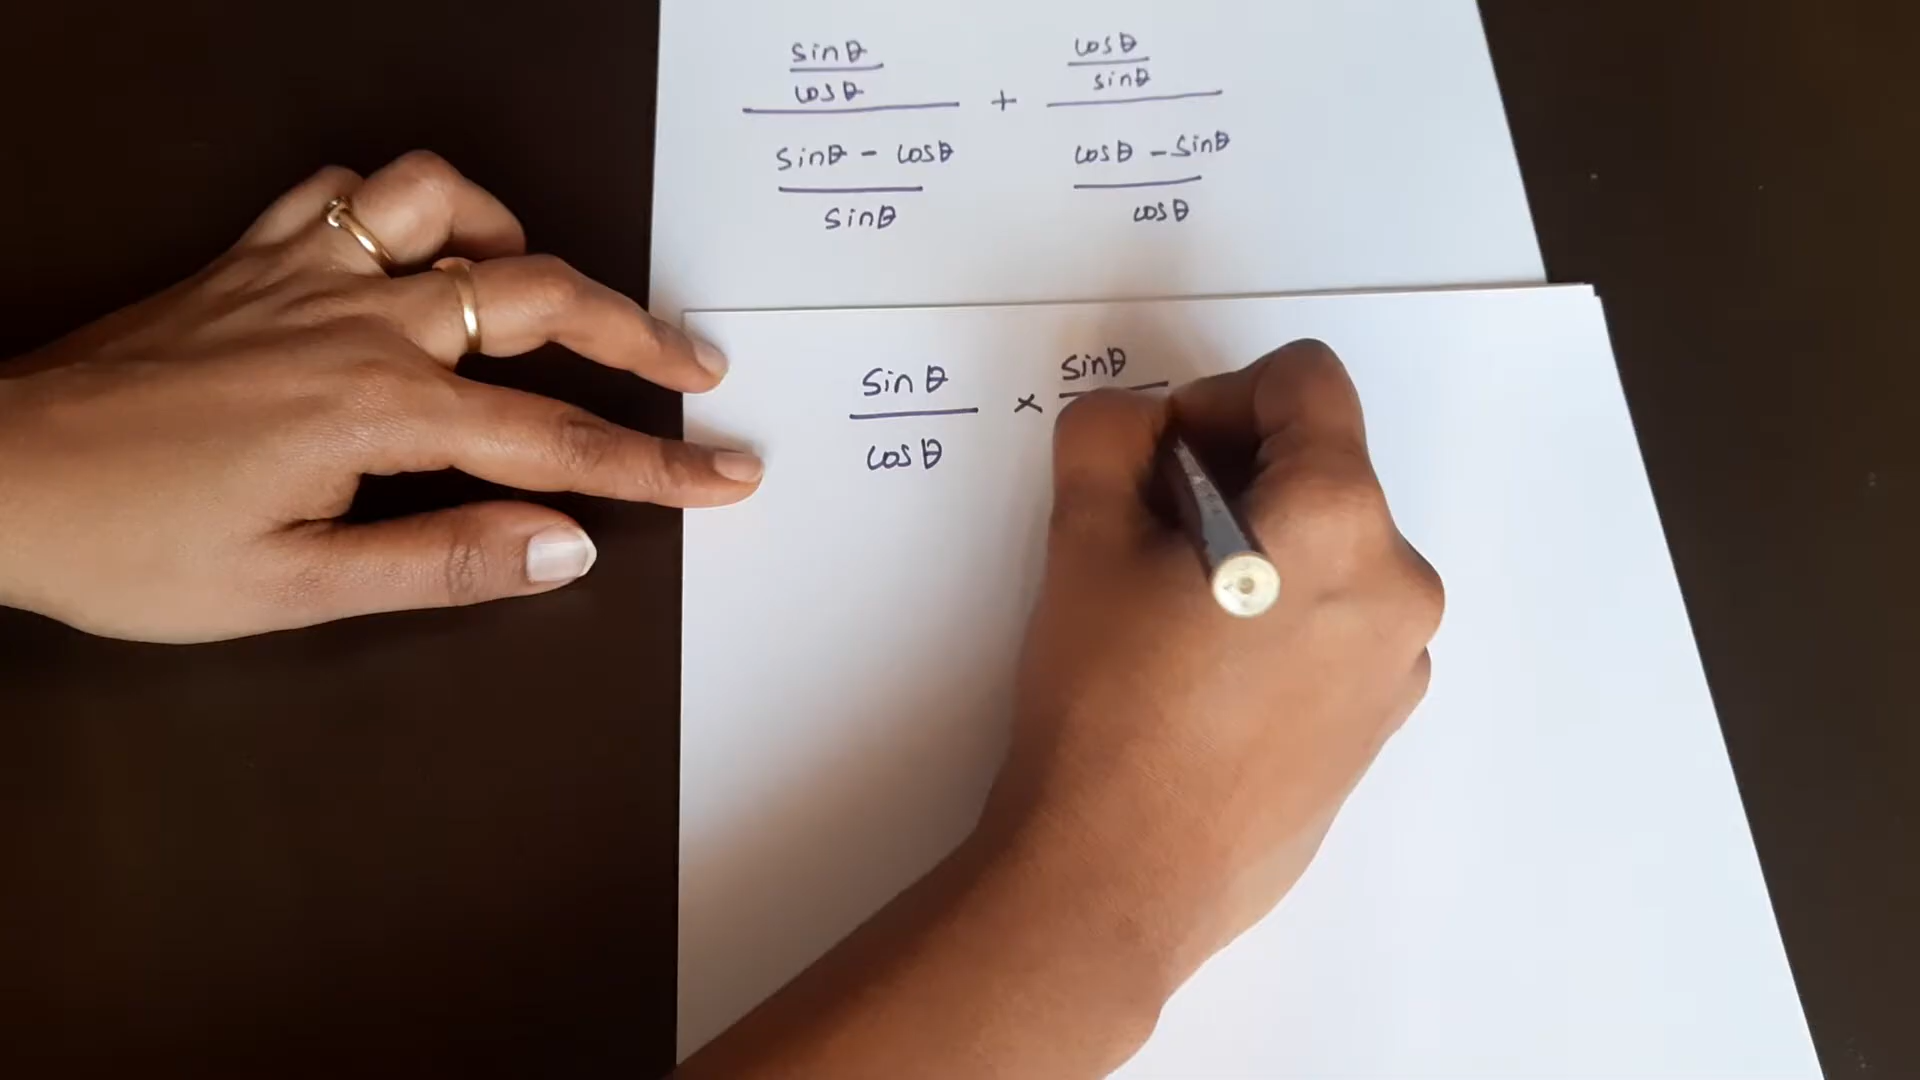 sinθ cosθ
cosθ + sinθ
sinθ - cosθ cosθ - sinθ
sinθ cosθ
sinθ × sinθ
cosθ